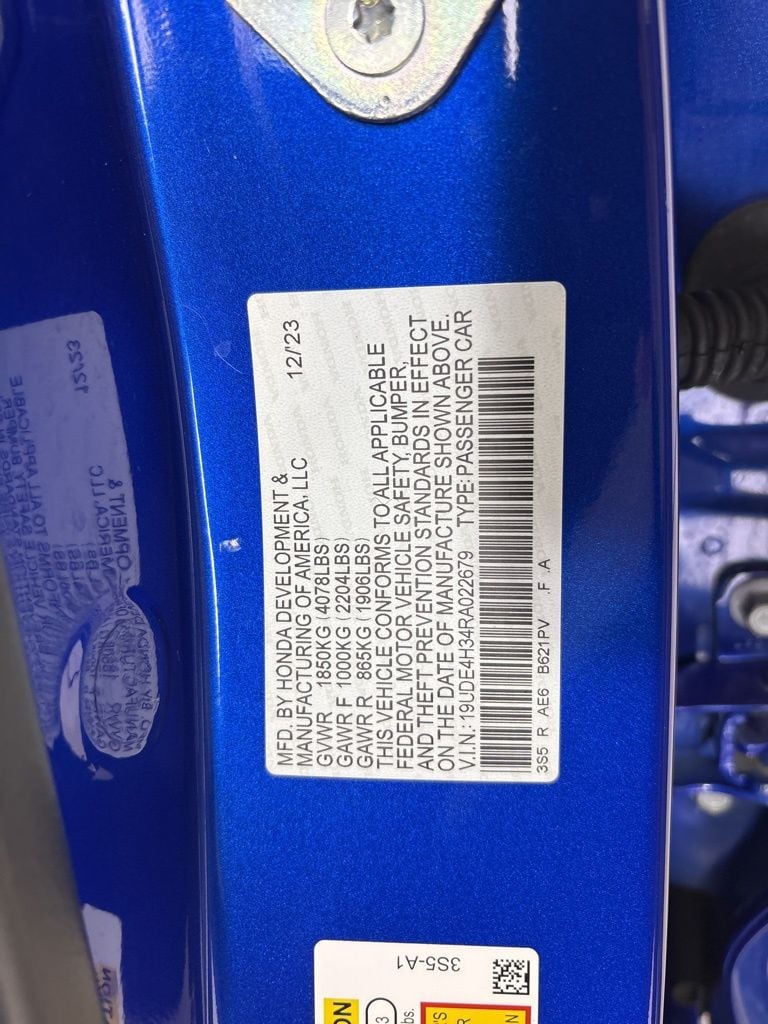 MFD. BY HONDA DEVELOPMENT &
MANUFACTURING OF AMERICA, LLC 12/'23
GVWR 1850KG (4078LBS)
GAWR F 1000KG (2204LBS)
GAWR R 865KG (1906LBS)
THIS VEHICLE CONFORMS TO ALL APPLICABLE
FEDERAL MOTOR VEHICLE SAFETY, BUMPER,
AND THEFT PREVENTION STANDARDS IN EFFECT
ON THE DATE OF MANUFACTURE SHOWN ABOVE.
V.I.N.: 19UDE4H34RA022679 TYPE: PASSENGER CAR
3S5 R AE6 B621PV .F .A
3S5-A1